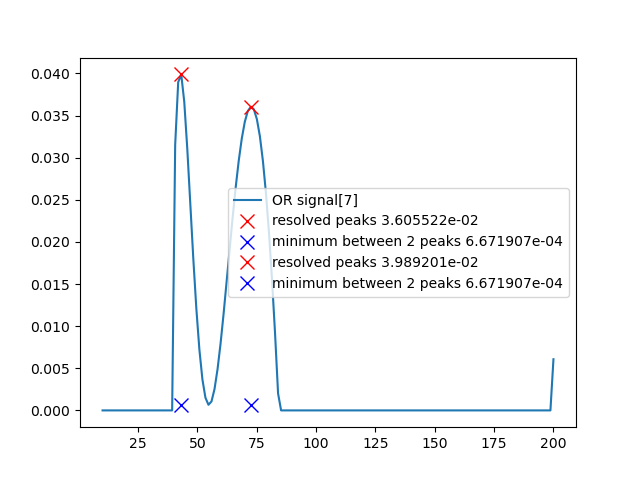 0.040
0.035
0.030
0.025
0.020
0.015
0.010
0.005
0.000
OR signal[7]
resolved peaks 3.605522e-02
minimum between 2 peaks 6.671907e-04
resolved peaks 3.989201e-02
minimum between 2 peaks 6.671907e-04
25 50 75 100 125 150 175 200